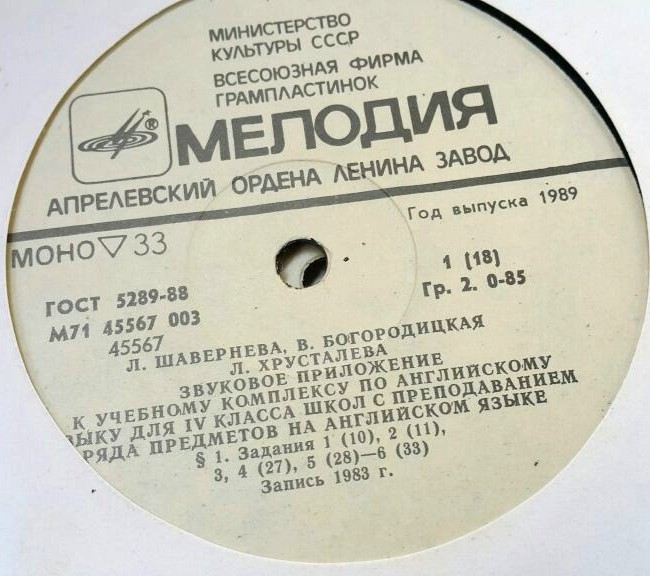 МИНИСТЕРСТВО
КУЛЬТУРЫ СССР
ВСЕСОЮЗНАЯ ФИРМА
ГРАМПЛАСТИНОК
®
МЕЛОДИЯ
АПРЕЛЕВСКИЙ ОРДЕНА ЛЕНИНА ЗАВОД
Год выпуска 1989
МОНО ▽ 33
1 (18)
Гр. 2. 0-85
ГОСТ 5289-88
М71 45567 003
45567
Л. ШАВЕРНЕВА, В. БОГОРОДИЦКАЯ
Л. ХРУСТАЛЕВА
ЗВУКОВОЕ ПРИЛОЖЕНИЕ
К УЧЕБНОМУ КОМПЛЕКСУ ПО АНГЛИЙСКОМУ
ЗЫКУ ДЛЯ IV КЛАССА ШКОЛ С ПРЕПОДАВАНИЕМ
РЯДА ПРЕДМЕТОВ НА АНГЛИЙСКОМ ЯЗЫКЕ
§ 1. Задания 1 (10), 2 (11),
3, 4 (27), 5 (28)—6 (33)
Запись 1983 г.